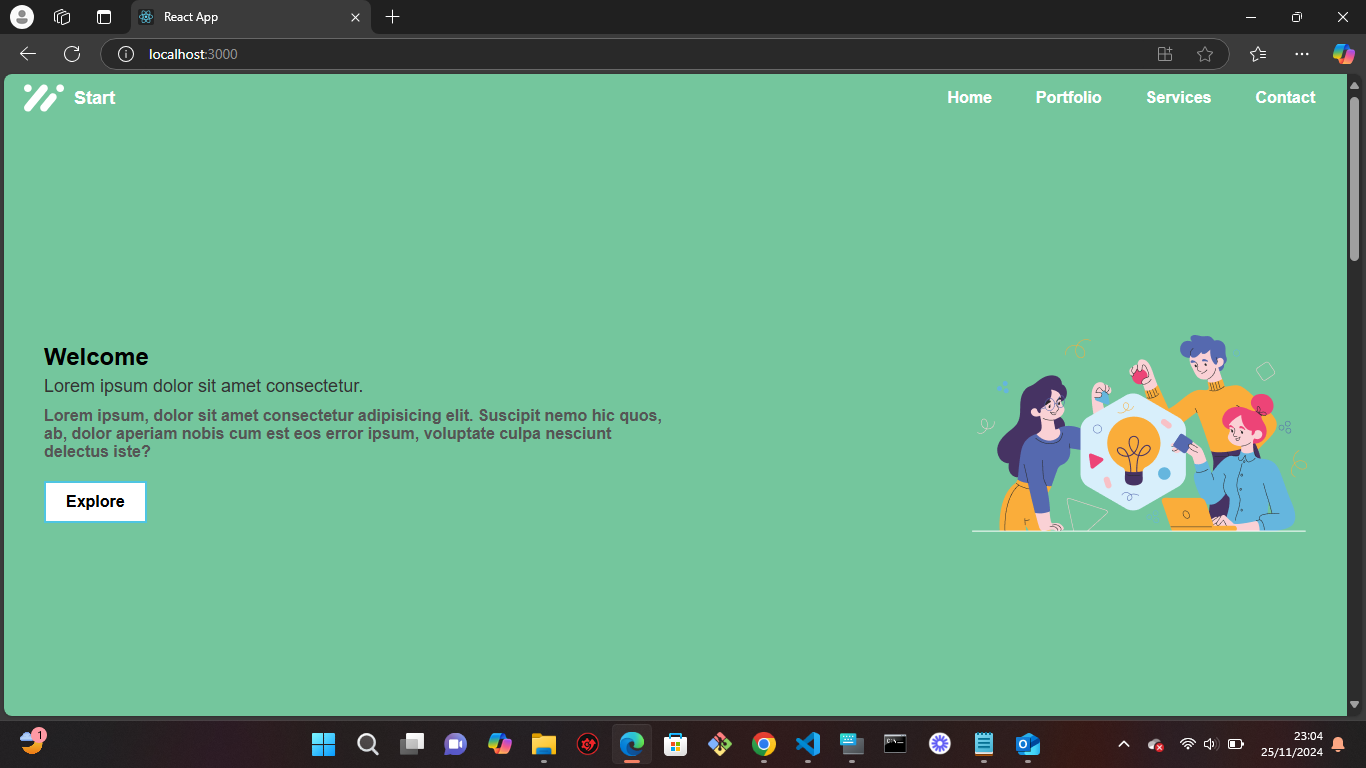 React App
localhost:3000
Start
Home
Portfolio
Services
Contact
Welcome
Lorem ipsum dolor sit amet consectetur.
Lorem ipsum, dolor sit amet consectetur adipisicing elit. Suscipit nemo hic quos,
ab, dolor aperiam nobis cum est eos error ipsum, voluptate culpa nesciunt
delectus iste?
Explore
1
23:04
25/11/2024